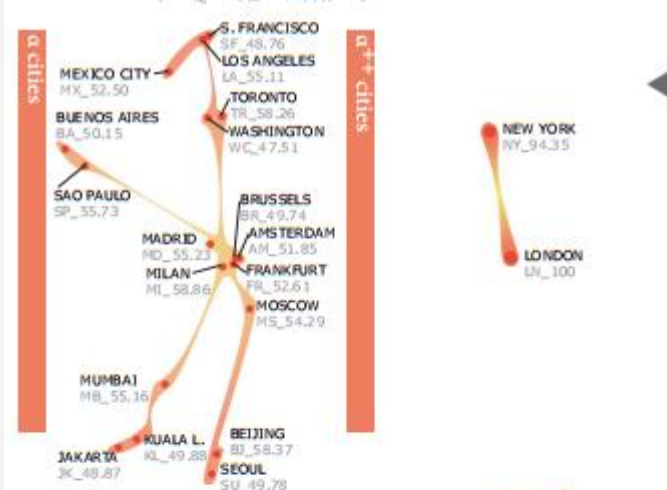 α cities
S. FRANCISCO
SF_48.76
LOS ANGELES
LA_55.11
MEXICO CITY
MX_52.50
TORONTO
TR_58.26
BUENOS AIRES
BA_50.15
WASHINGTON
WC_47.51
SAO PAULO
SP_55.73
BRUSSELS
BR_49.74
AMSTERDAM
AM_51.85
MADRID
MD_55.23
MILAN
MI_58.86
FRANKFURT
FR_52.61
MOSCOW
MS_54.29
MUMBAI
MB_55.16
KUALA L.
KL_49.88
JAKARTA
JK_48.87
BEIJING
BJ_58.37
SEOUL
SU_49.78
α++ cities
NEW YORK
NY_94.35
LONDON
LN_100